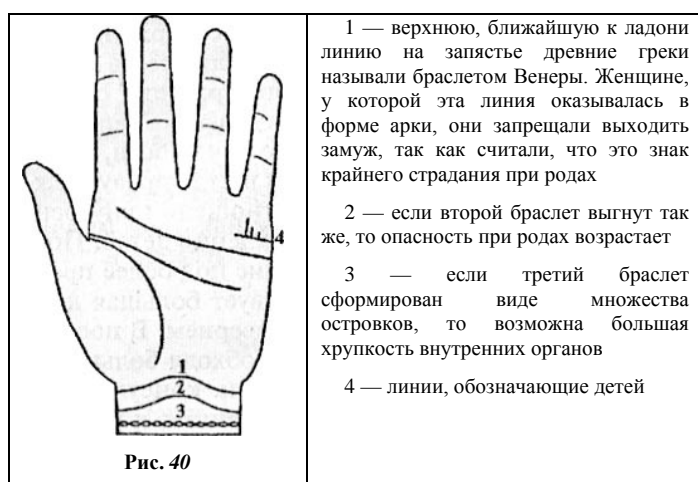 1 — верхнюю, ближайшую к ладони
линию на запястье древние греки
называли браслетом Венеры. Женщине,
у которой эта линия оказывалась в
форме арки, они запрещали выходить
замуж, так как считали, что это знак
крайнего страдания при родах
2 — если второй браслет выгнут так
же, то опасность при родах возрастает
3 — если третий браслет
сформирован виде множества
островков, то возможна большая
хрупкость внутренних органов
4 — линии, обозначающие детей
4
1
2
3
Рис. 40